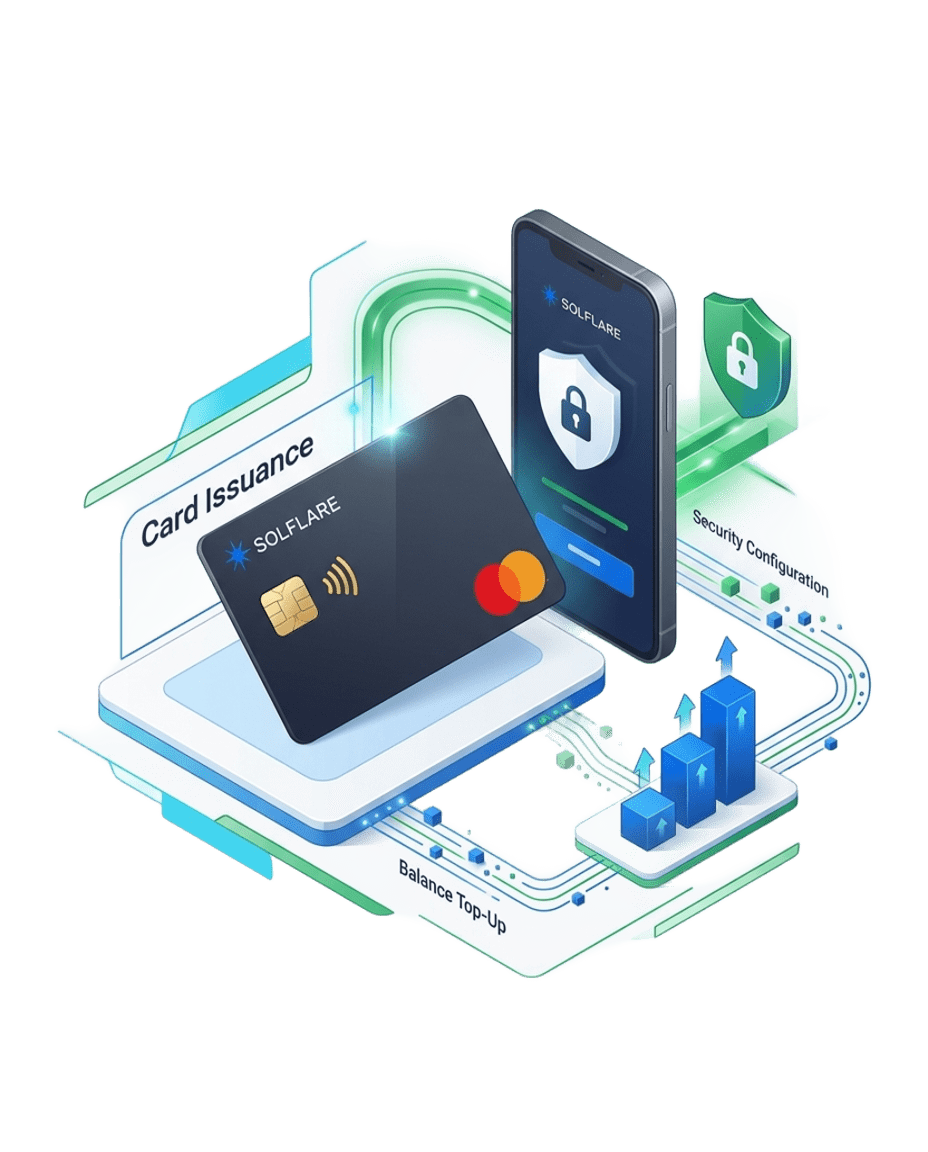 SOLFLARE
Card Issuance
SOLFLARE
Security Configuration
Balance Top-Up